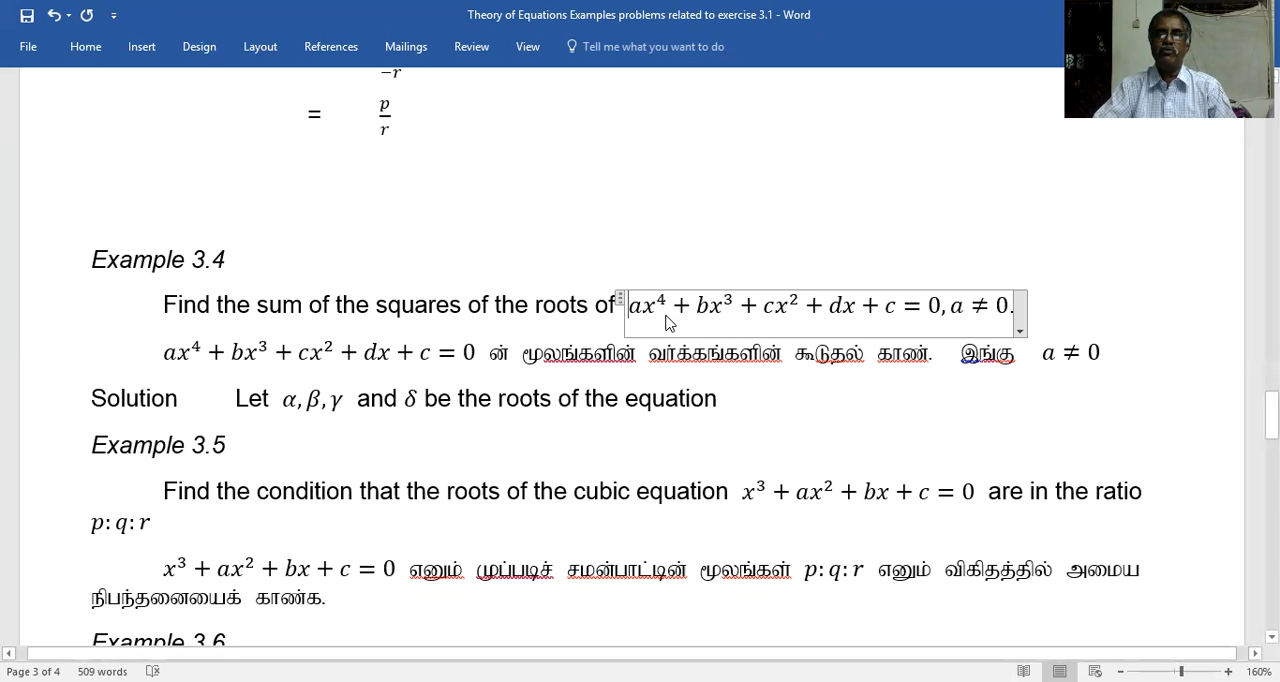 Theory of Equations Examples problems related to exercise 3.1 - Word
File Home Insert Design Layout References Mailings Review View Tell me what you want to do
−r
= p/r
Example 3.4
Find the sum of the squares of the roots of ax⁴ + bx³ + cx² + dx + c = 0, a ≠ 0.
ax⁴ + bx³ + cx² + dx + c = 0 ன் மூலங்களின் வர்க்கங்களின் கூடுதல் காண். இங்கு a ≠ 0
Solution Let α, β, γ and δ be the roots of the equation
Example 3.5
Find the condition that the roots of the cubic equation x³ + ax² + bx + c = 0 are in the ratio
p: q: r
x³ + ax² + bx + c = 0 எனும் முப்படிச் சமன்பாட்டின் மூலங்கள் p: q: r எனும் விகிதத்தில் அமைய
நிபந்தனையைக் காண்க.
Example 3.6
Page 3 of 4 509 words 160%